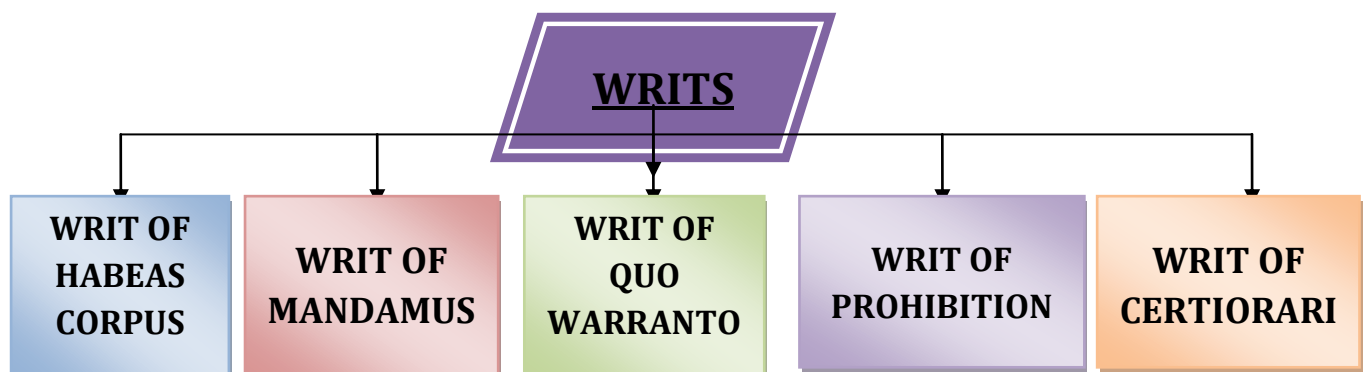 WRITS
WRIT OF
HABEAS
CORPUS
WRIT OF
MANDAMUS
WRIT OF
QUO
WARRANTO
WRIT OF
PROHIBITION
WRIT OF
CERTIORARI